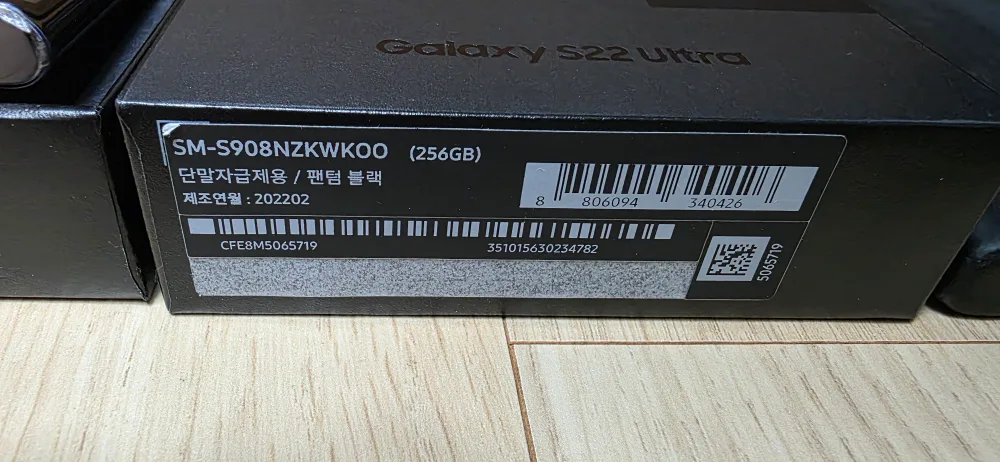 Galaxy S22 Ultra
SM-S908NZKWKOO (256GB)
단말자급제용 / 팬텀 블랙
제조연월 : 202202
8 806094 340426
CFE8M5065719 351015630234782
5065719